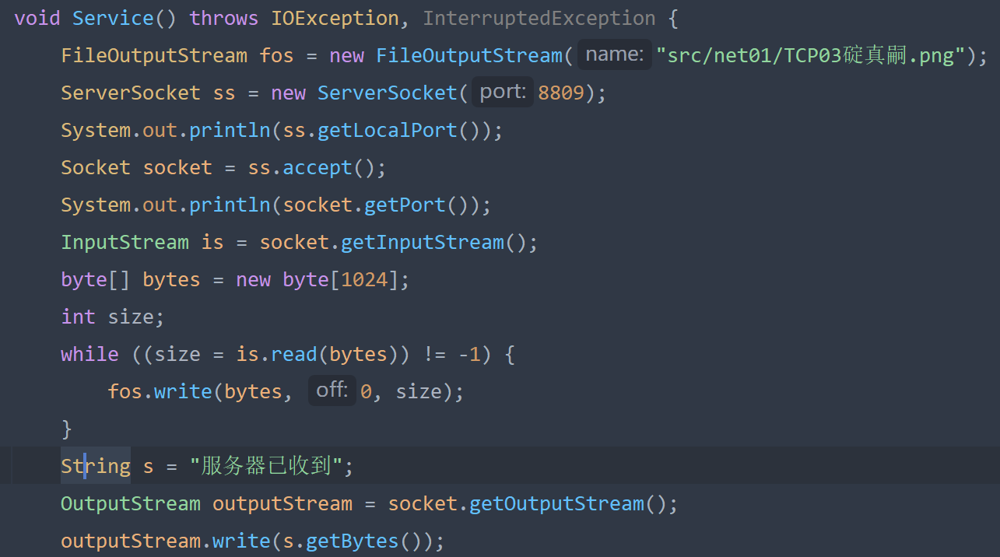 void Service() throws IOException, InterruptedException {
FileOutputStream fos = new FileOutputStream( name: "src/net01/TCP03碇真嗣.png");
ServerSocket ss = new ServerSocket( port: 8809);
System.out.println(ss.getLocalPort());
Socket socket = ss.accept();
System.out.println(socket.getPort());
InputStream is = socket.getInputStream();
byte[] bytes = new byte[1024];
int size;
while ((size = is.read(bytes)) != -1) {
fos.write(bytes, off: 0, size);
}
String s = "服务器已收到";
OutputStream outputStream = socket.getOutputStream();
outputStream.write(s.getBytes());